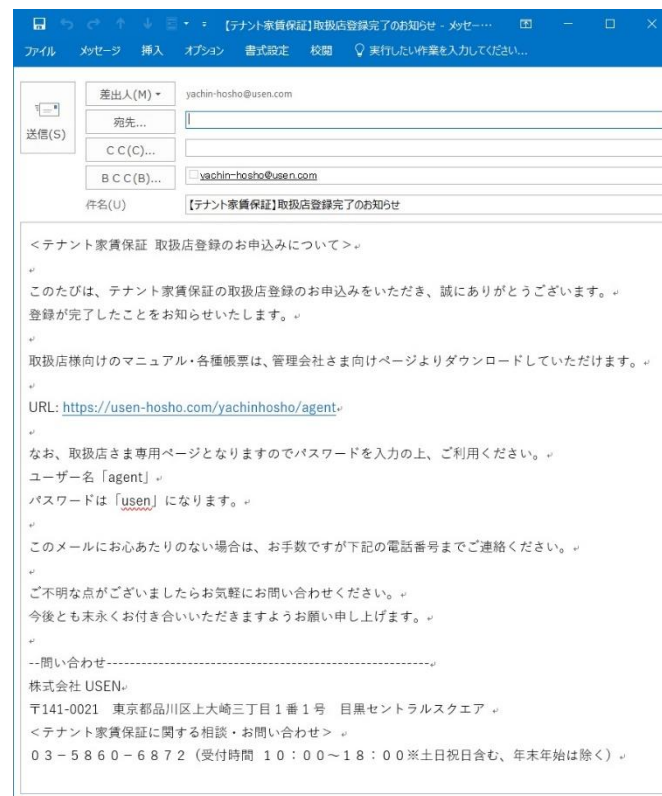 【テナント家賃保証】取扱店登録完了のお知らせ - メッセ…
ファイル メッセージ 挿入 オプション 書式設定 校閲 実行したい作業を入力してください...
差出人(M) yachin-hosho@usen.com
宛先...
送信(S)
CC(C)...
BCC(B)... yachin-hosho@usen.com
件名(U) 【テナント家賃保証】取扱店登録完了のお知らせ
<テナント家賃保証 取扱店登録のお申込みについて>
このたびは、テナント家賃保証の取扱店登録のお申込みをいただき、誠にありがとうございます。
登録が完了したことをお知らせいたします。
取扱店様向けのマニュアル・各種帳票は、管理会社さま向けページよりダウンロードしていただけます。
URL: https://usen-hosho.com/yachinhosho/agent
なお、取扱店さま専用ページとなりますのでパスワードを入力の上、ご利用ください。
ユーザー名「agent」
パスワードは「usen」になります。
このメールにお心あたりのない場合は、お手数ですが下記の電話番号までご連絡ください。
ご不明な点がございましたらお気軽にお問い合わせください。
今後とも末永くお付き合いいただきますようお願い申し上げます。
--問い合わせ--------------------------------------------
株式会社 USEN
〒141-0021 東京都品川区上大崎三丁目1番1号 目黒セントラルスクエア
<テナント家賃保証に関する相談・お問い合わせ>
03-5860-6872(受付時間 10:00~18:00※土日祝日含む、年末年始は除く)